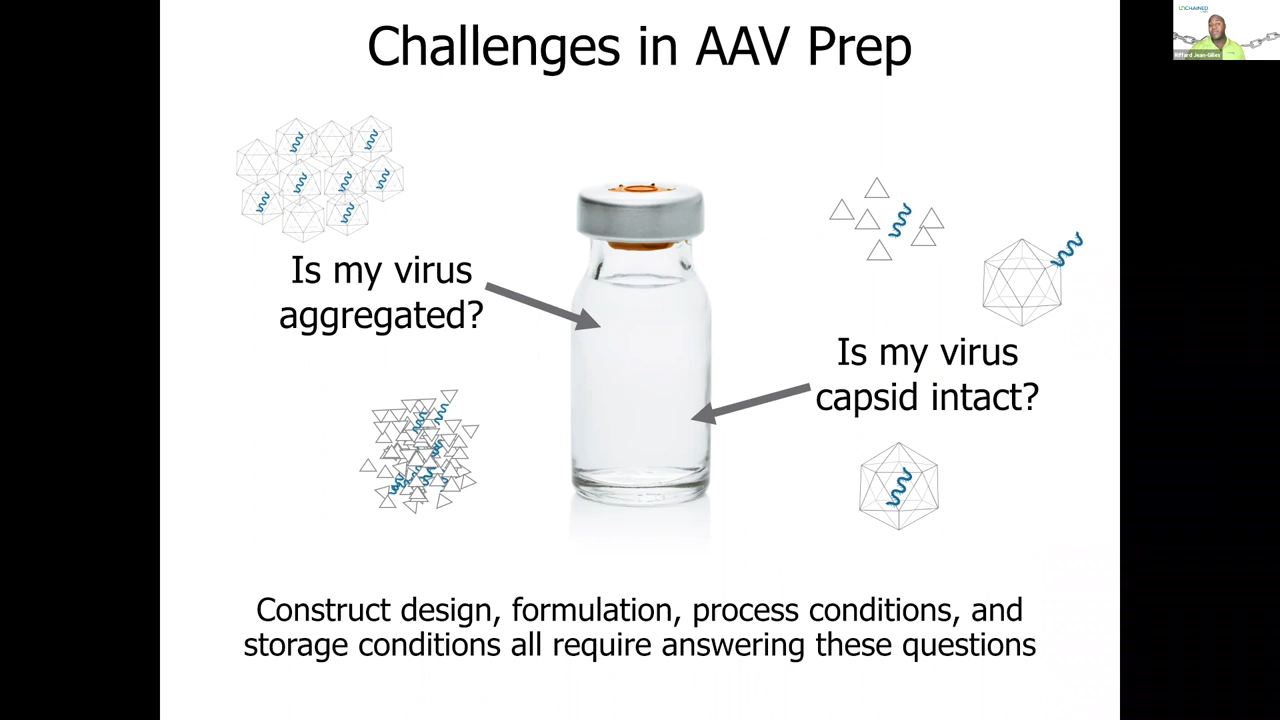 Challenges in AAV Prep
UNCHAINED
Is my virus
aggregated?
Is my virus
capsid intact?
Construct design, formulation, process conditions, and
storage conditions all require answering these questions